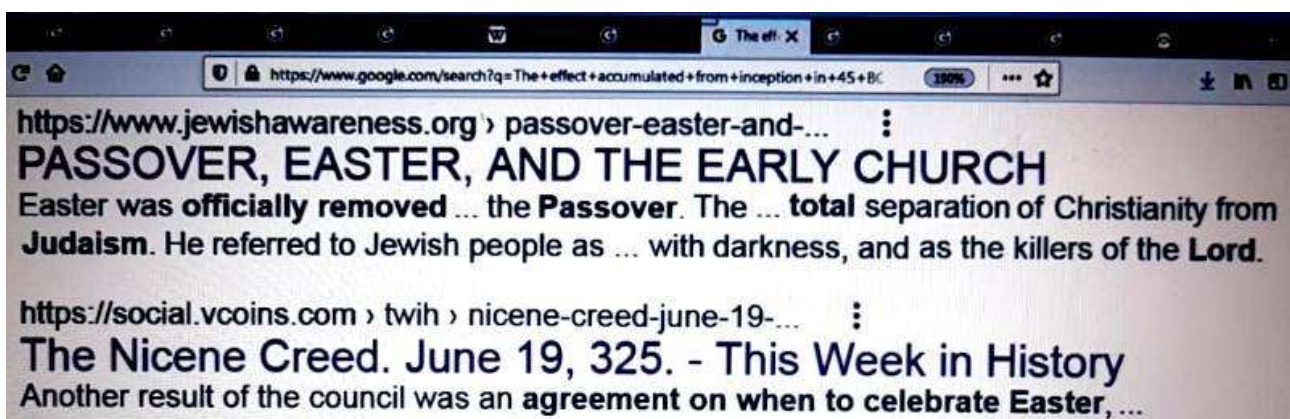 G The eff X
https://www.google.com/search?q=The+effect+accumulated+from+inception+in+45+BC
https://www.jewishawareness.org › passover-easter-and-...
PASSOVER, EASTER, AND THE EARLY CHURCH
Easter was officially removed ... the Passover. The ... total separation of Christianity from
Judaism. He referred to Jewish people as ... with darkness, and as the killers of the Lord.
https://social.vcoins.com › twih › nicene-creed-june-19-...
The Nicene Creed. June 19, 325. - This Week in History
Another result of the council was an agreement on when to celebrate Easter, ...